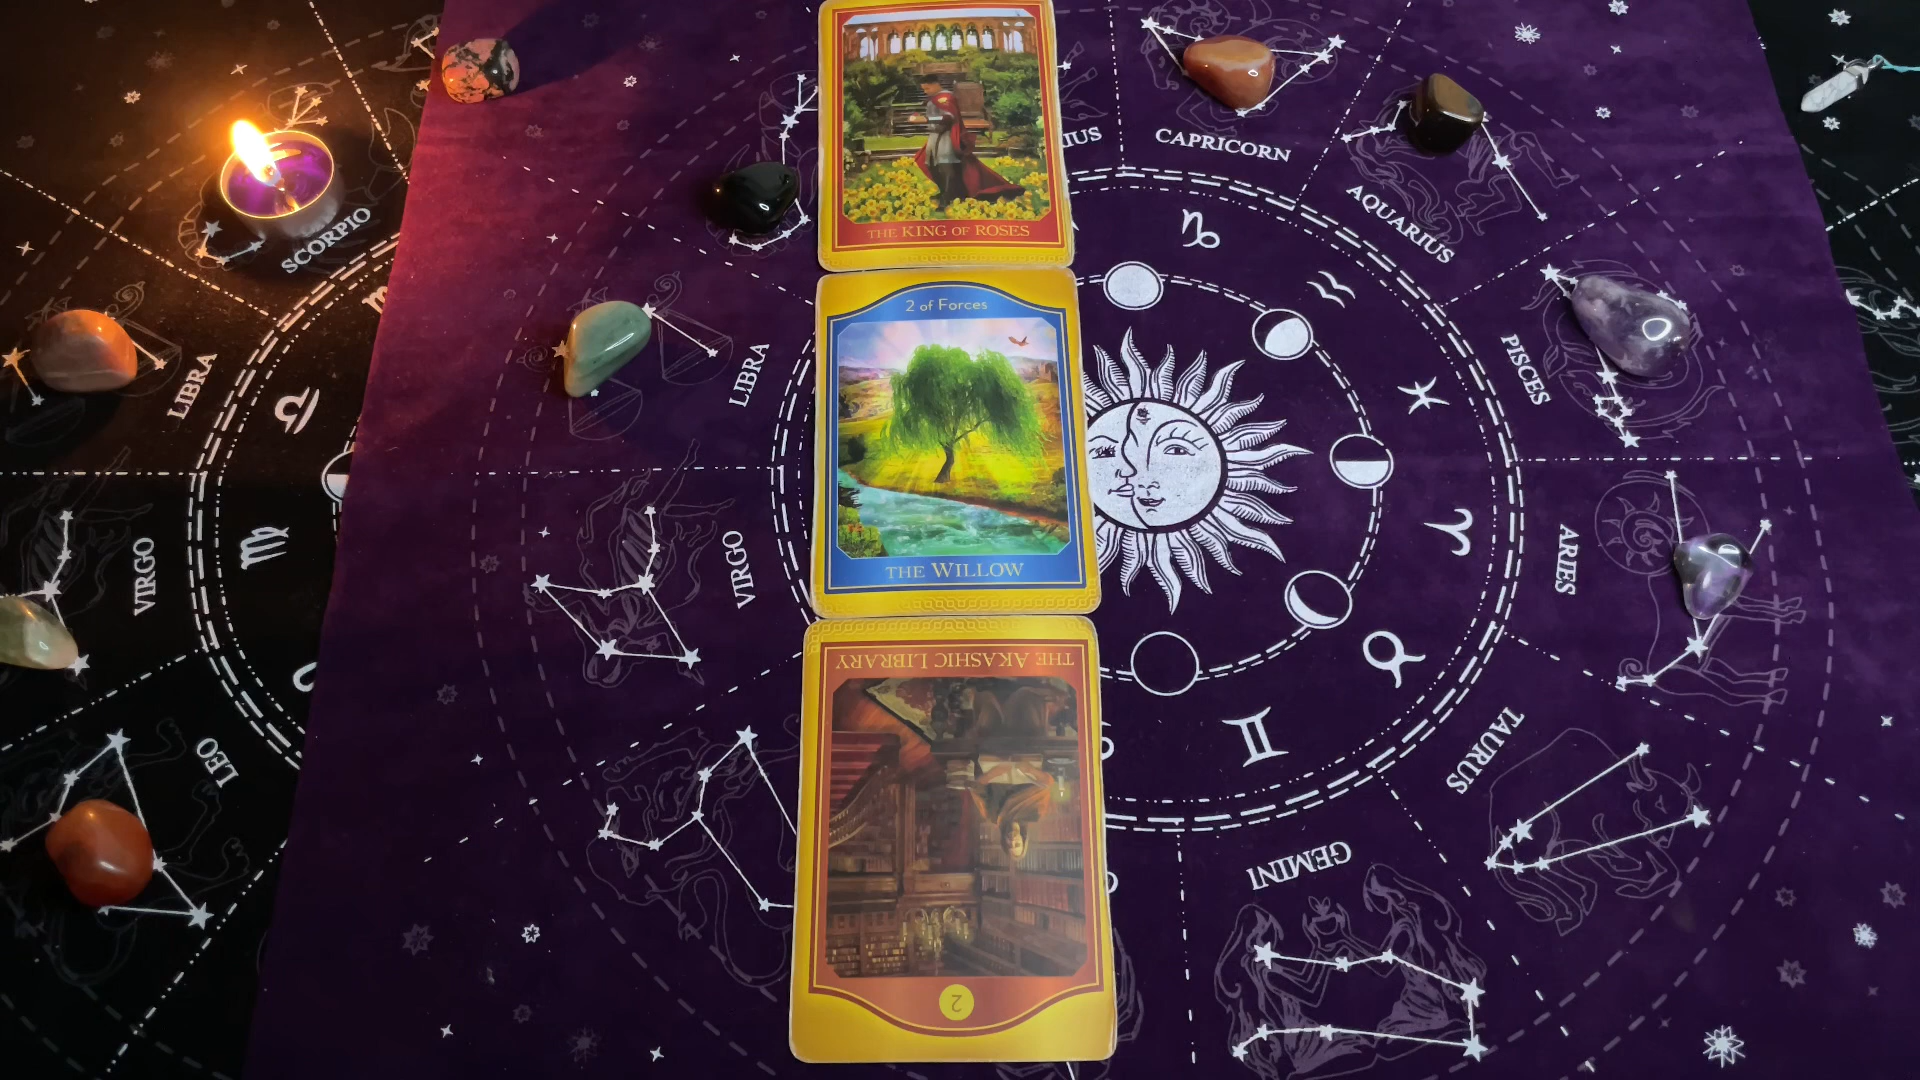 THE KING OF ROSES
IUS
CAPRICORN
AQUARIUS
SCORPIO
2 of Forces
THE WILLOW
LIBRA
LIBRA
PISCES
VIRGO
VIRGO
ARIES
THE AKASHIC LIBRARY
2
LEO
TAURUS
GEMINI